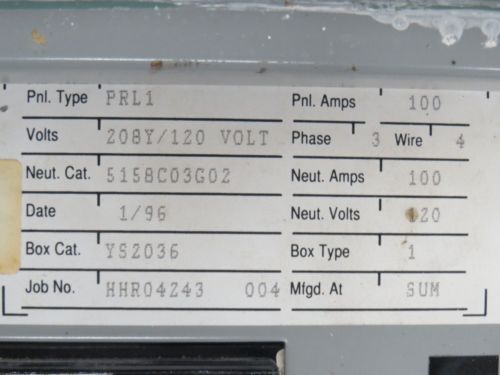 Pnl. Type PRL1 Pnl. Amps 100
Volts 208Y/120 VOLT Phase 3 Wire 4
Neut. Cat. 5158C03G02 Neut. Amps 100
Date 1/96 Neut. Volts 120
Box Cat. YS2036 Box Type 1
Job No. HHR04243 004 Mfgd. At SUM